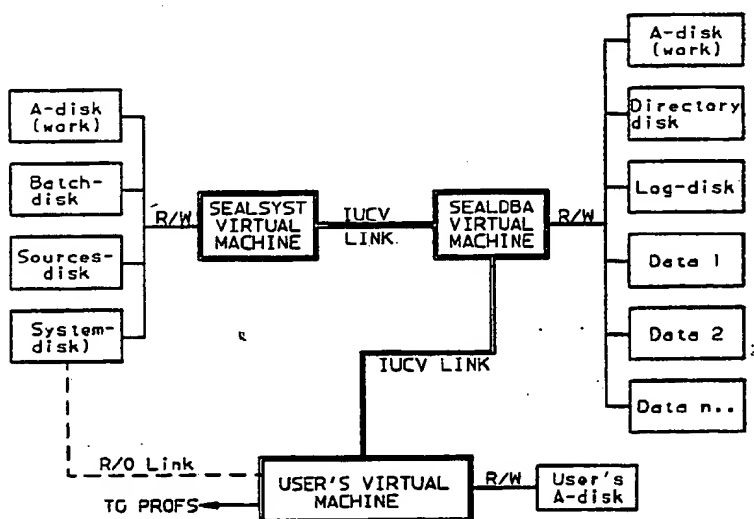 A-disk
(work)
Batch-
disk
Sources-
disk
System-
disk)
R/W
SEALSYST
VIRTUAL
MACHINE
IUCV
LINK.
SEALDBA
VIRTUAL
MACHINE
R/W
A-disk
(work)
Directory
disk
Log-disk
Data 1
Data 2
Data n..
IUCV LINK
R/O Link
TO PROFS
USER'S VIRTUAL
MACHINE
R/W
User's
A-disk